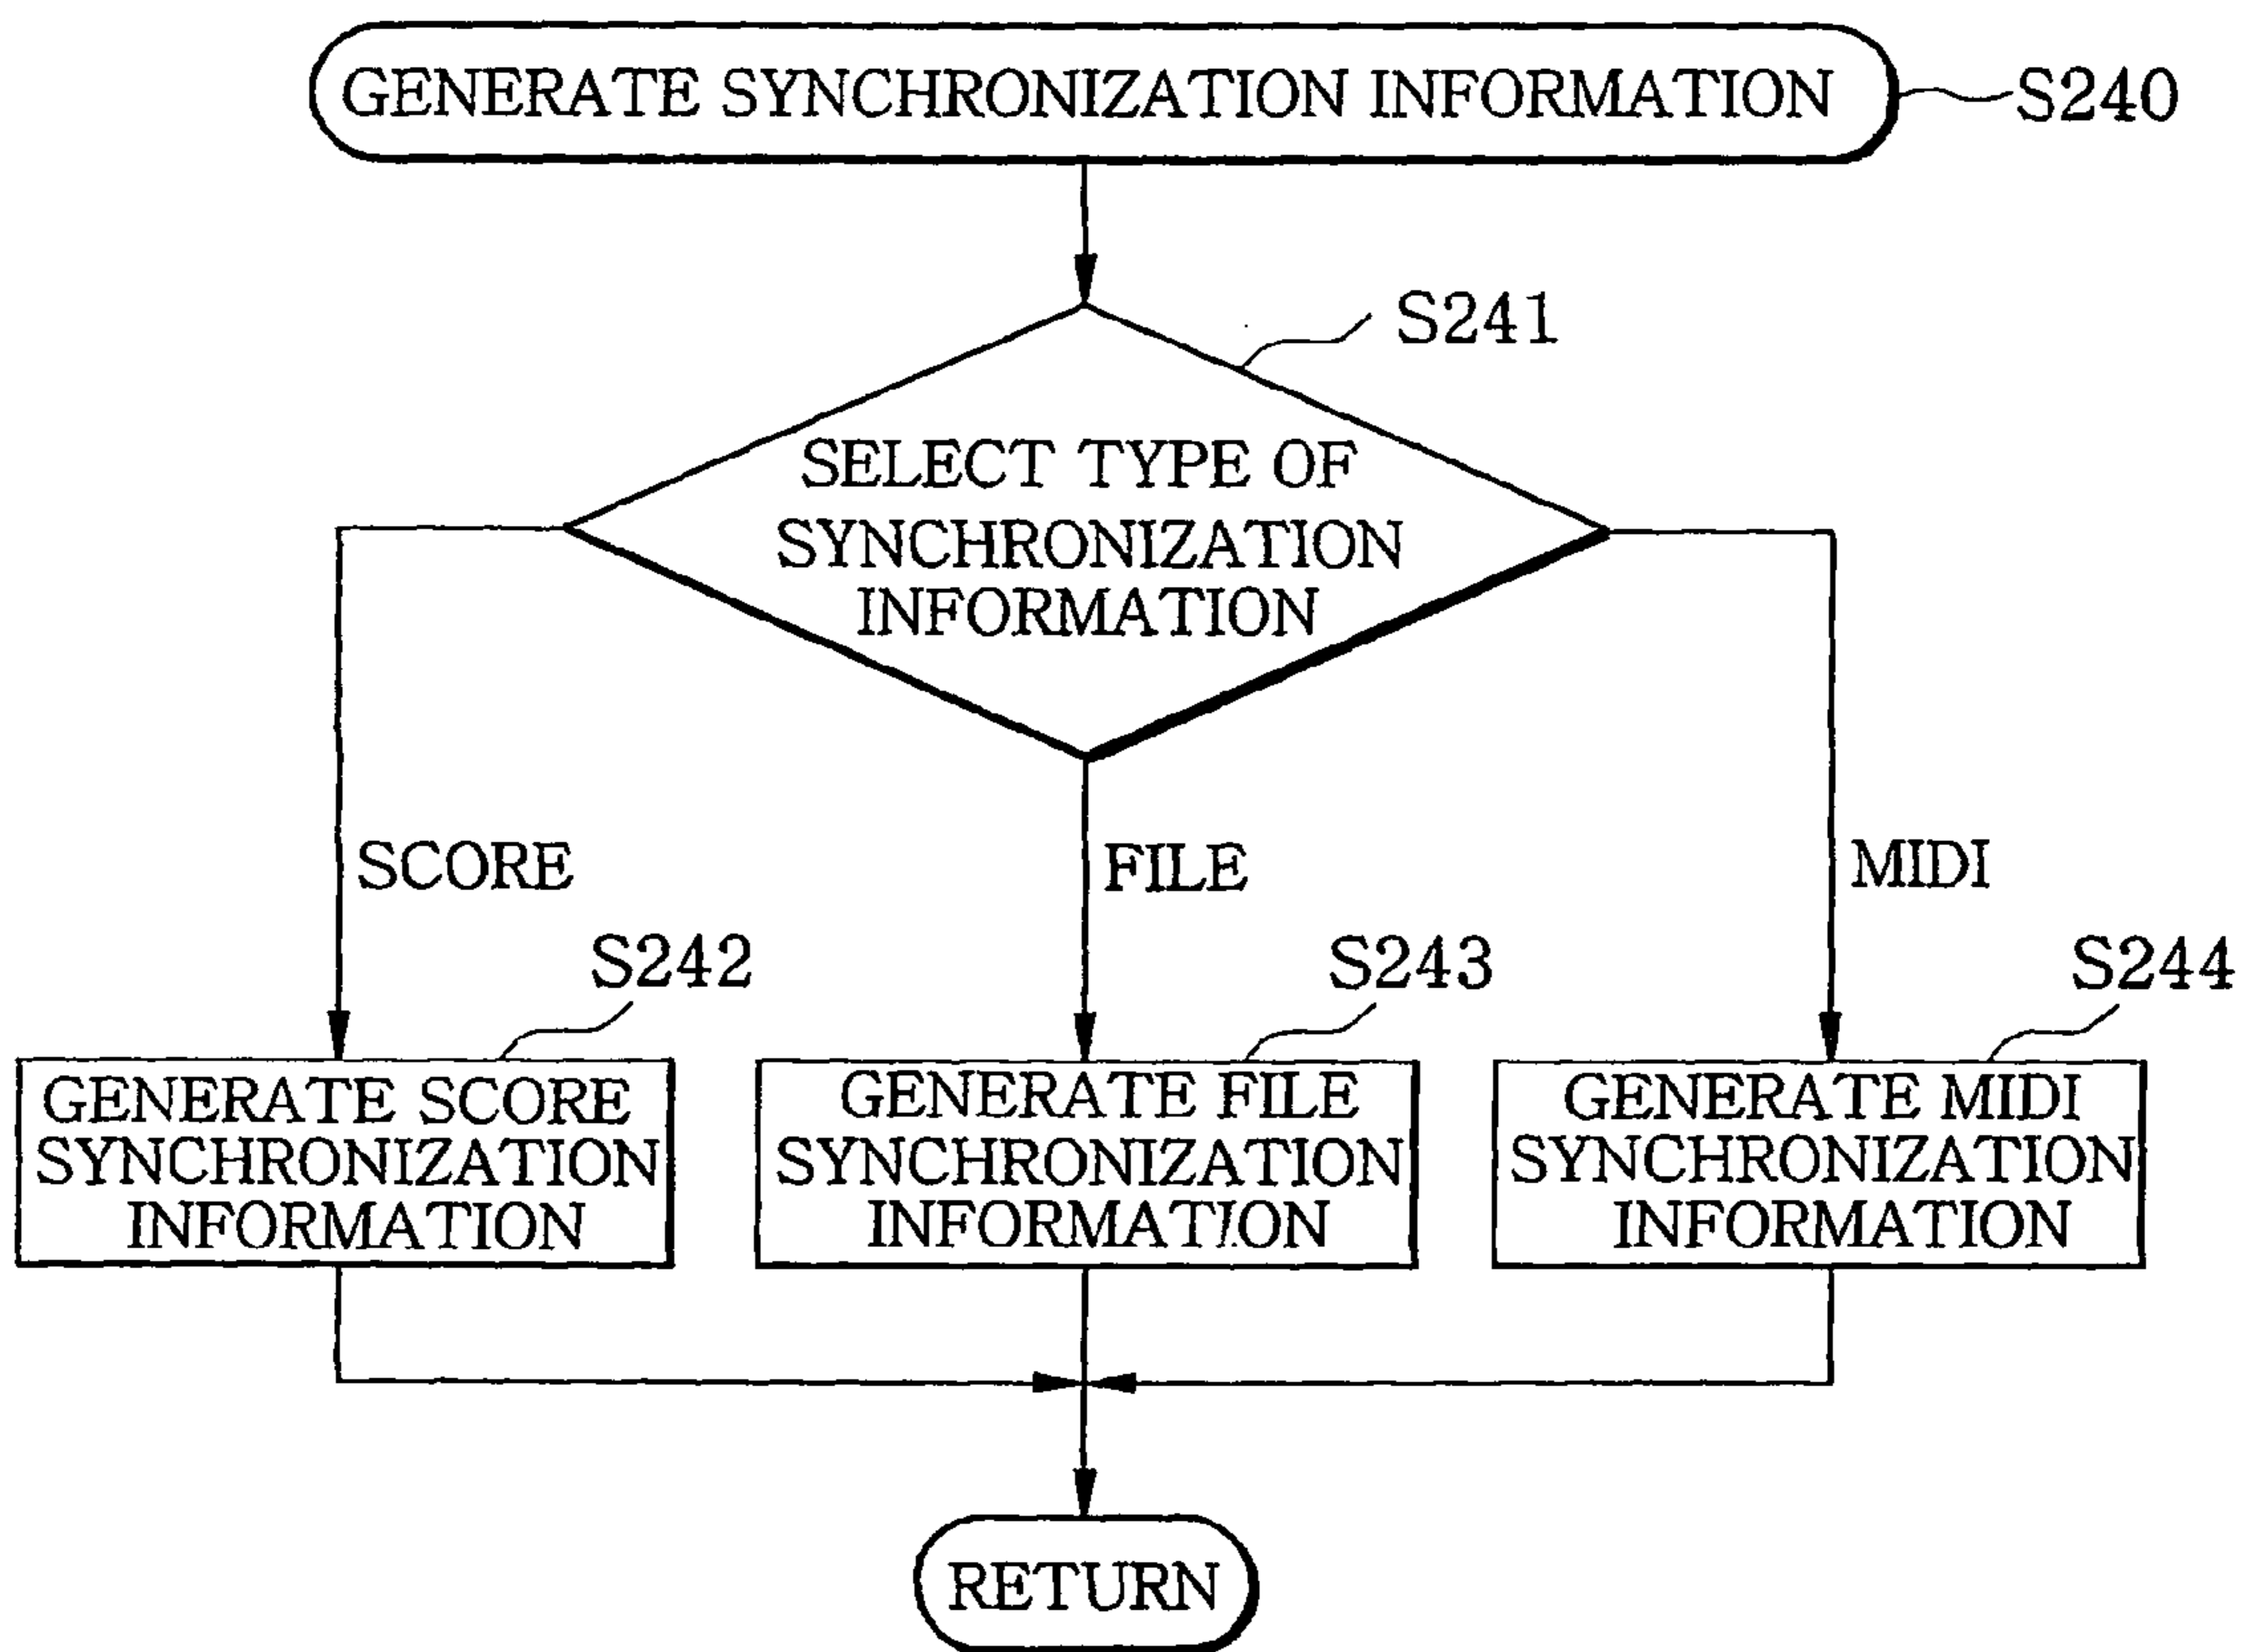 GENERATE SYNCHRONIZATION INFORMATION
S240
S241
SELECT TYPE OF
SYNCHRONIZATION
INFORMATION
SCORE
FILE
MIDI
S242
S243
S244
GENERATE SCORE
SYNCHRONIZATION
INFORMATION
GENERATE FILE
SYNCHRONIZATION
INFORMATION
GENERATE MIDI
SYNCHRONIZATION
INFORMATION
RETURN